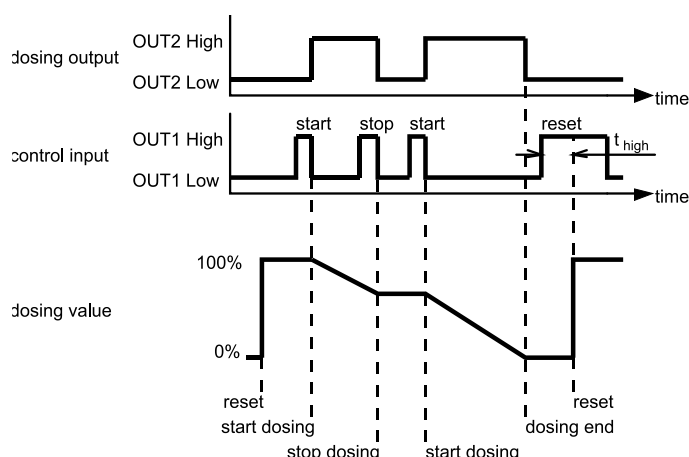 OUT2 High
dosing output
OUT2 Low
time
start stop start reset
OUT1 High
t high
control input
OUT1 Low
time
100%
dosing value
0%
reset reset
start dosing dosing end
stop dosing start dosing